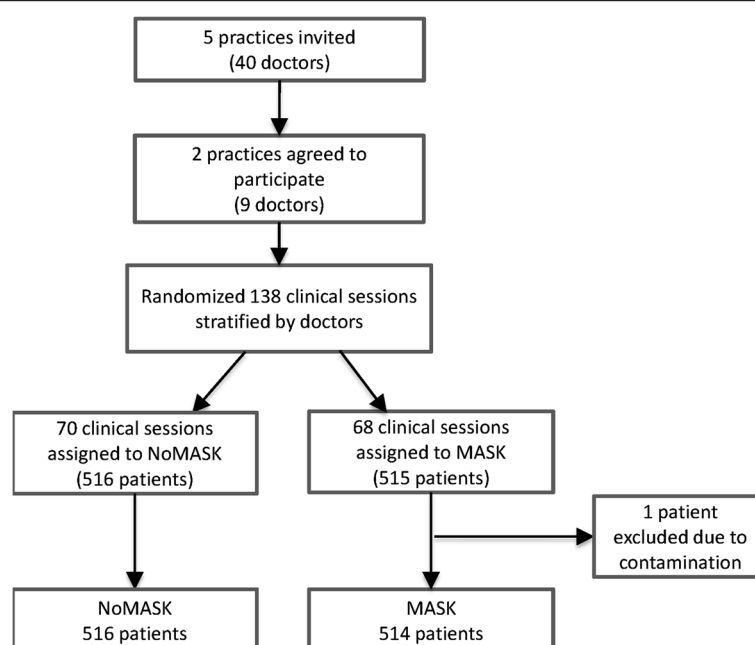 5 practices invited
(40 doctors)
2 practices agreed to
participate
(9 doctors)
Randomized 138 clinical sessions
stratified by doctors
70 clinical sessions
assigned to NoMASK
(516 patients)
68 clinical sessions
assigned to MASK
(515 patients)
1 patient
excluded due to
contamination
NoMASK
516 patients
MASK
514 patients